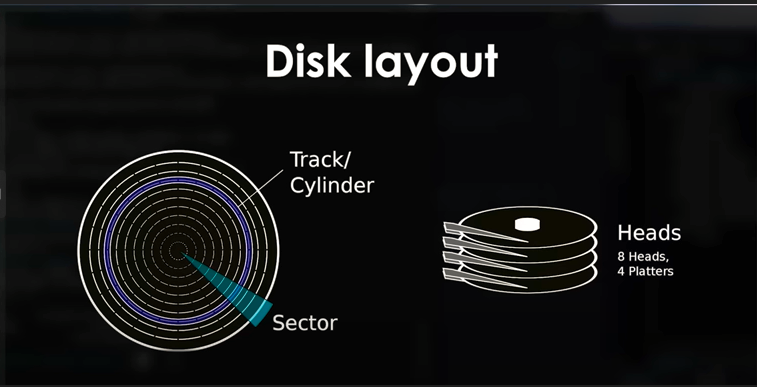 Disk layout
Track/
Cylinder
Sector
Heads
8 Heads,
4 Platters